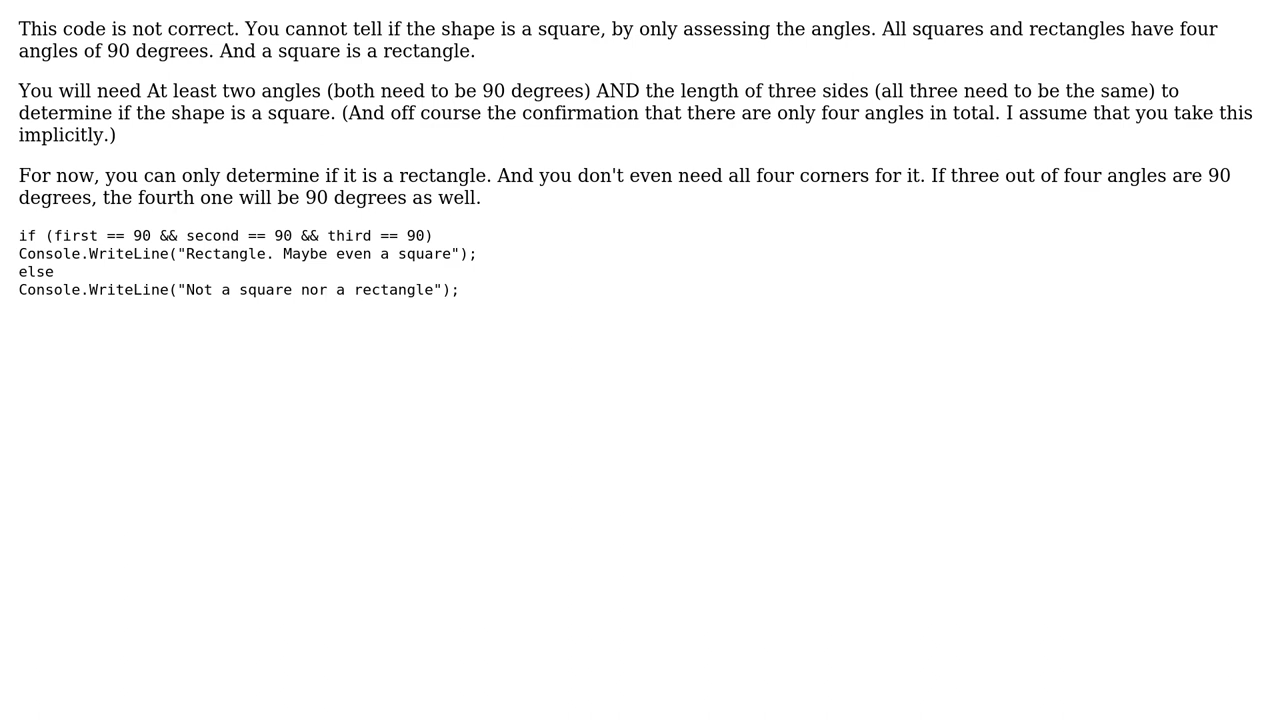 This code is not correct. You cannot tell if the shape is a square, by only assessing the angles. All squares and rectangles have four
angles of 90 degrees. And a square is a rectangle.
You will need At least two angles (both need to be 90 degrees) AND the length of three sides (all three need to be the same) to
determine if the shape is a square. (And off course the confirmation that there are only four angles in total. I assume that you take this
implicitly.)
For now, you can only determine if it is a rectangle. And you don't even need all four corners for it. If three out of four angles are 90
degrees, the fourth one will be 90 degrees as well.
if (first == 90 && second == 90 && third == 90)
Console.WriteLine("Rectangle. Maybe even a square");
else
Console.WriteLine("Not a square nor a rectangle");